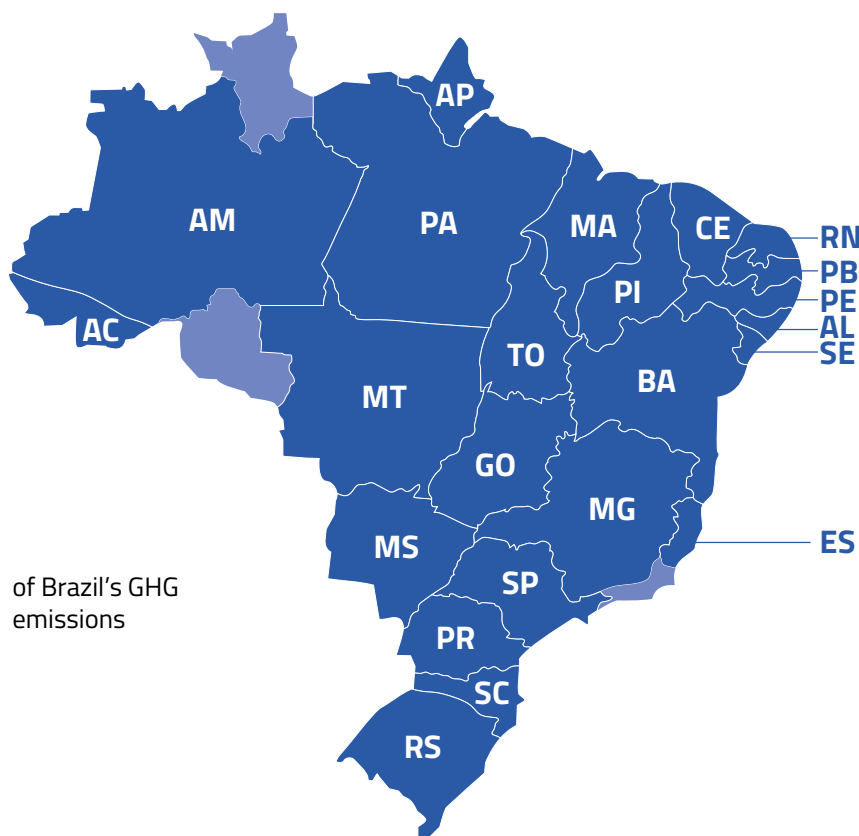 AP
AM
PA
MA
CE
RN
PB
PI
PE
AC
AL
TO
SE
MT
BA
GO
MG
MS
ES
SP
of Brazil's GHG
emissions
PR
SC
RS